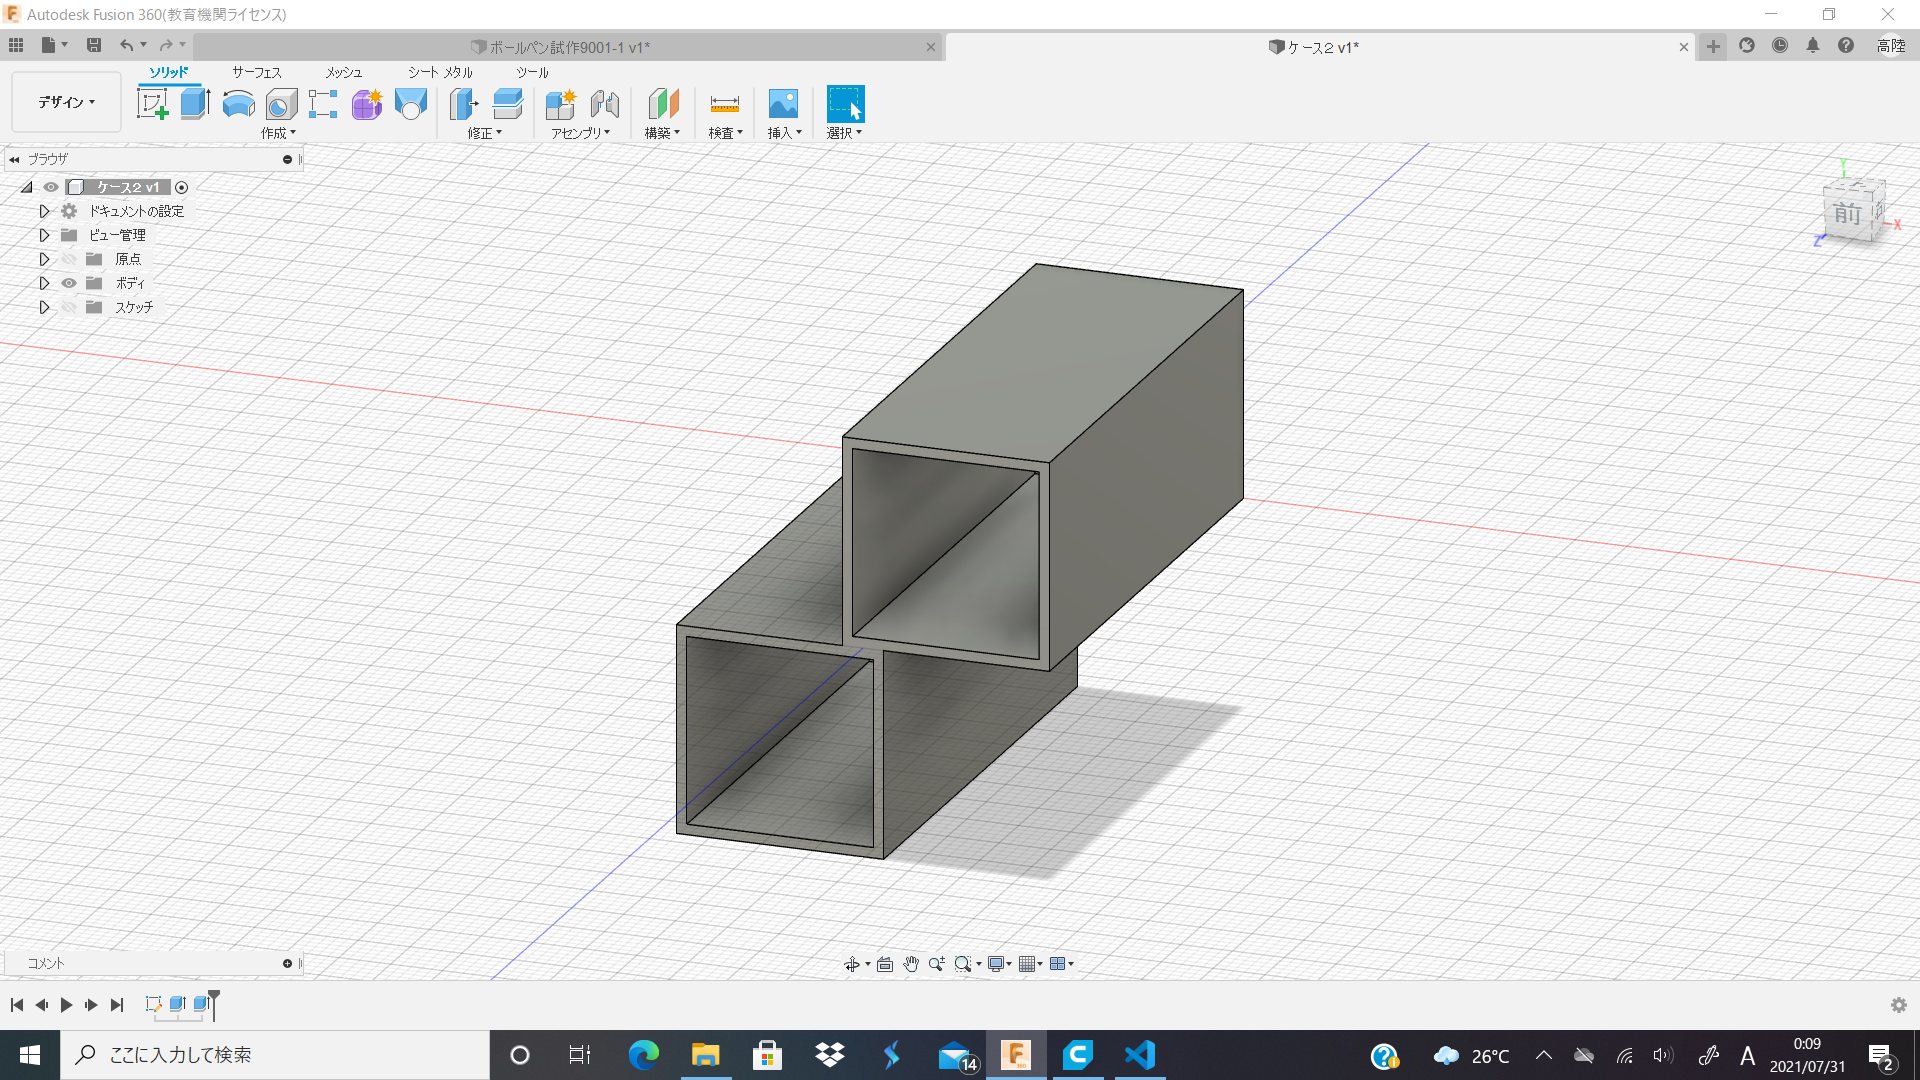 Autodesk Fusion 360(教育機関ライセンス)
ボールペン試作9001-1 v1*
ケース2 v1*
高陸
デザイン
ソリッド
サーフェス
メッシュ
シート メタル
ツール
作成
修正
アセンブリ
構築
検査
挿入
選択
ブラウザ
ケース2 v1
ドキュメントの設定
ビュー管理
原点
ボディ
スケッチ
Y
前
X
Z
コメント
ここに入力して検索
14
26°C
A
0:09
2021/07/31
2